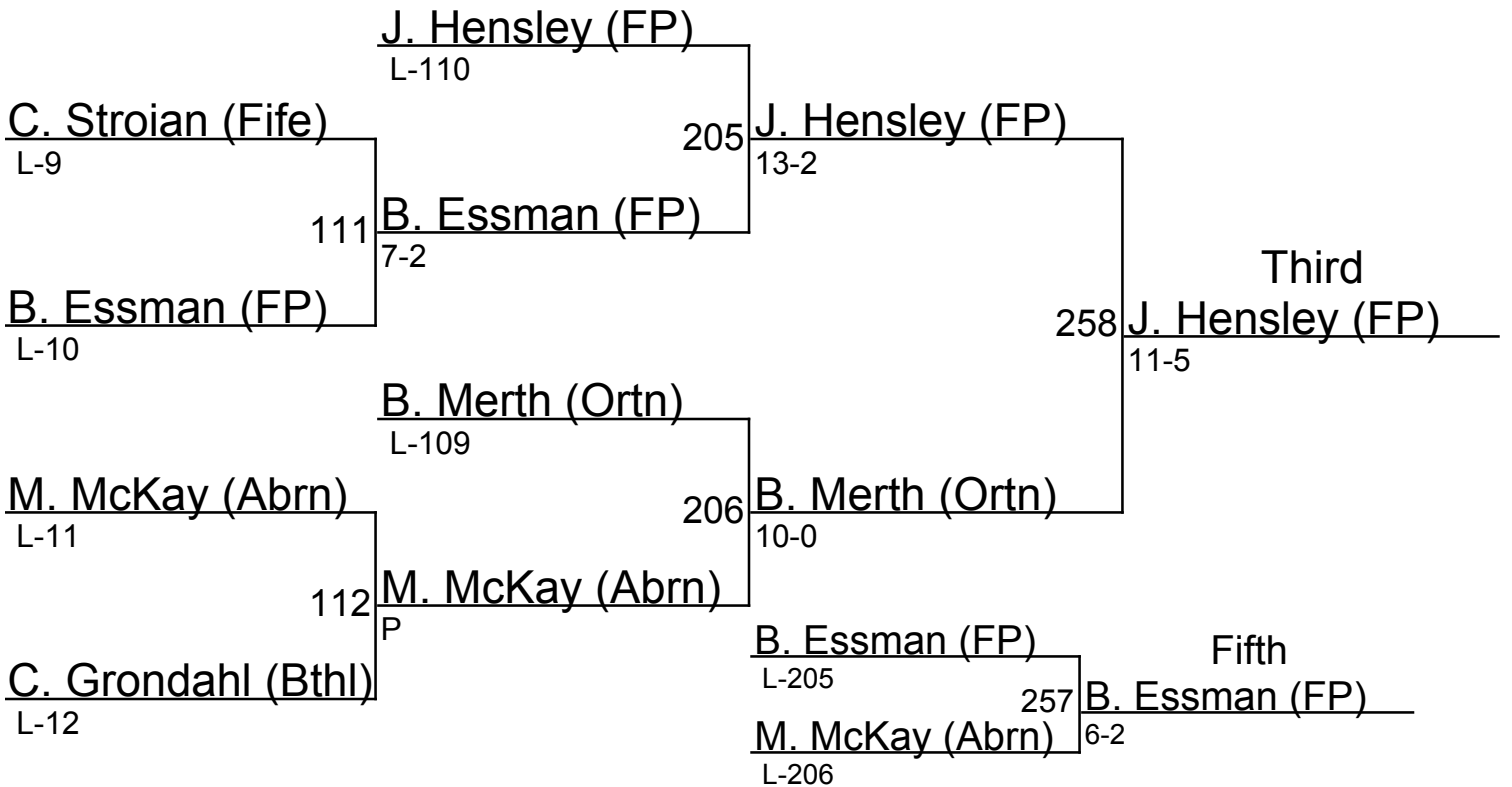 J. Hensley (FP)
L-110
C. Stroian (Fife)
L-9
205
J. Hensley (FP)
13-2
111
B. Essman (FP)
7-2
B. Essman (FP)
L-10
Third
258
J. Hensley (FP)
11-5
B. Merth (Ortn)
L-109
M. McKay (Abrn)
L-11
206
B. Merth (Ortn)
10-0
112
M. McKay (Abrn)
P
C. Grondahl (Bthl)
L-12
B. Essman (FP)
L-205
Fifth
257
B. Essman (FP)
6-2
M. McKay (Abrn)
L-206